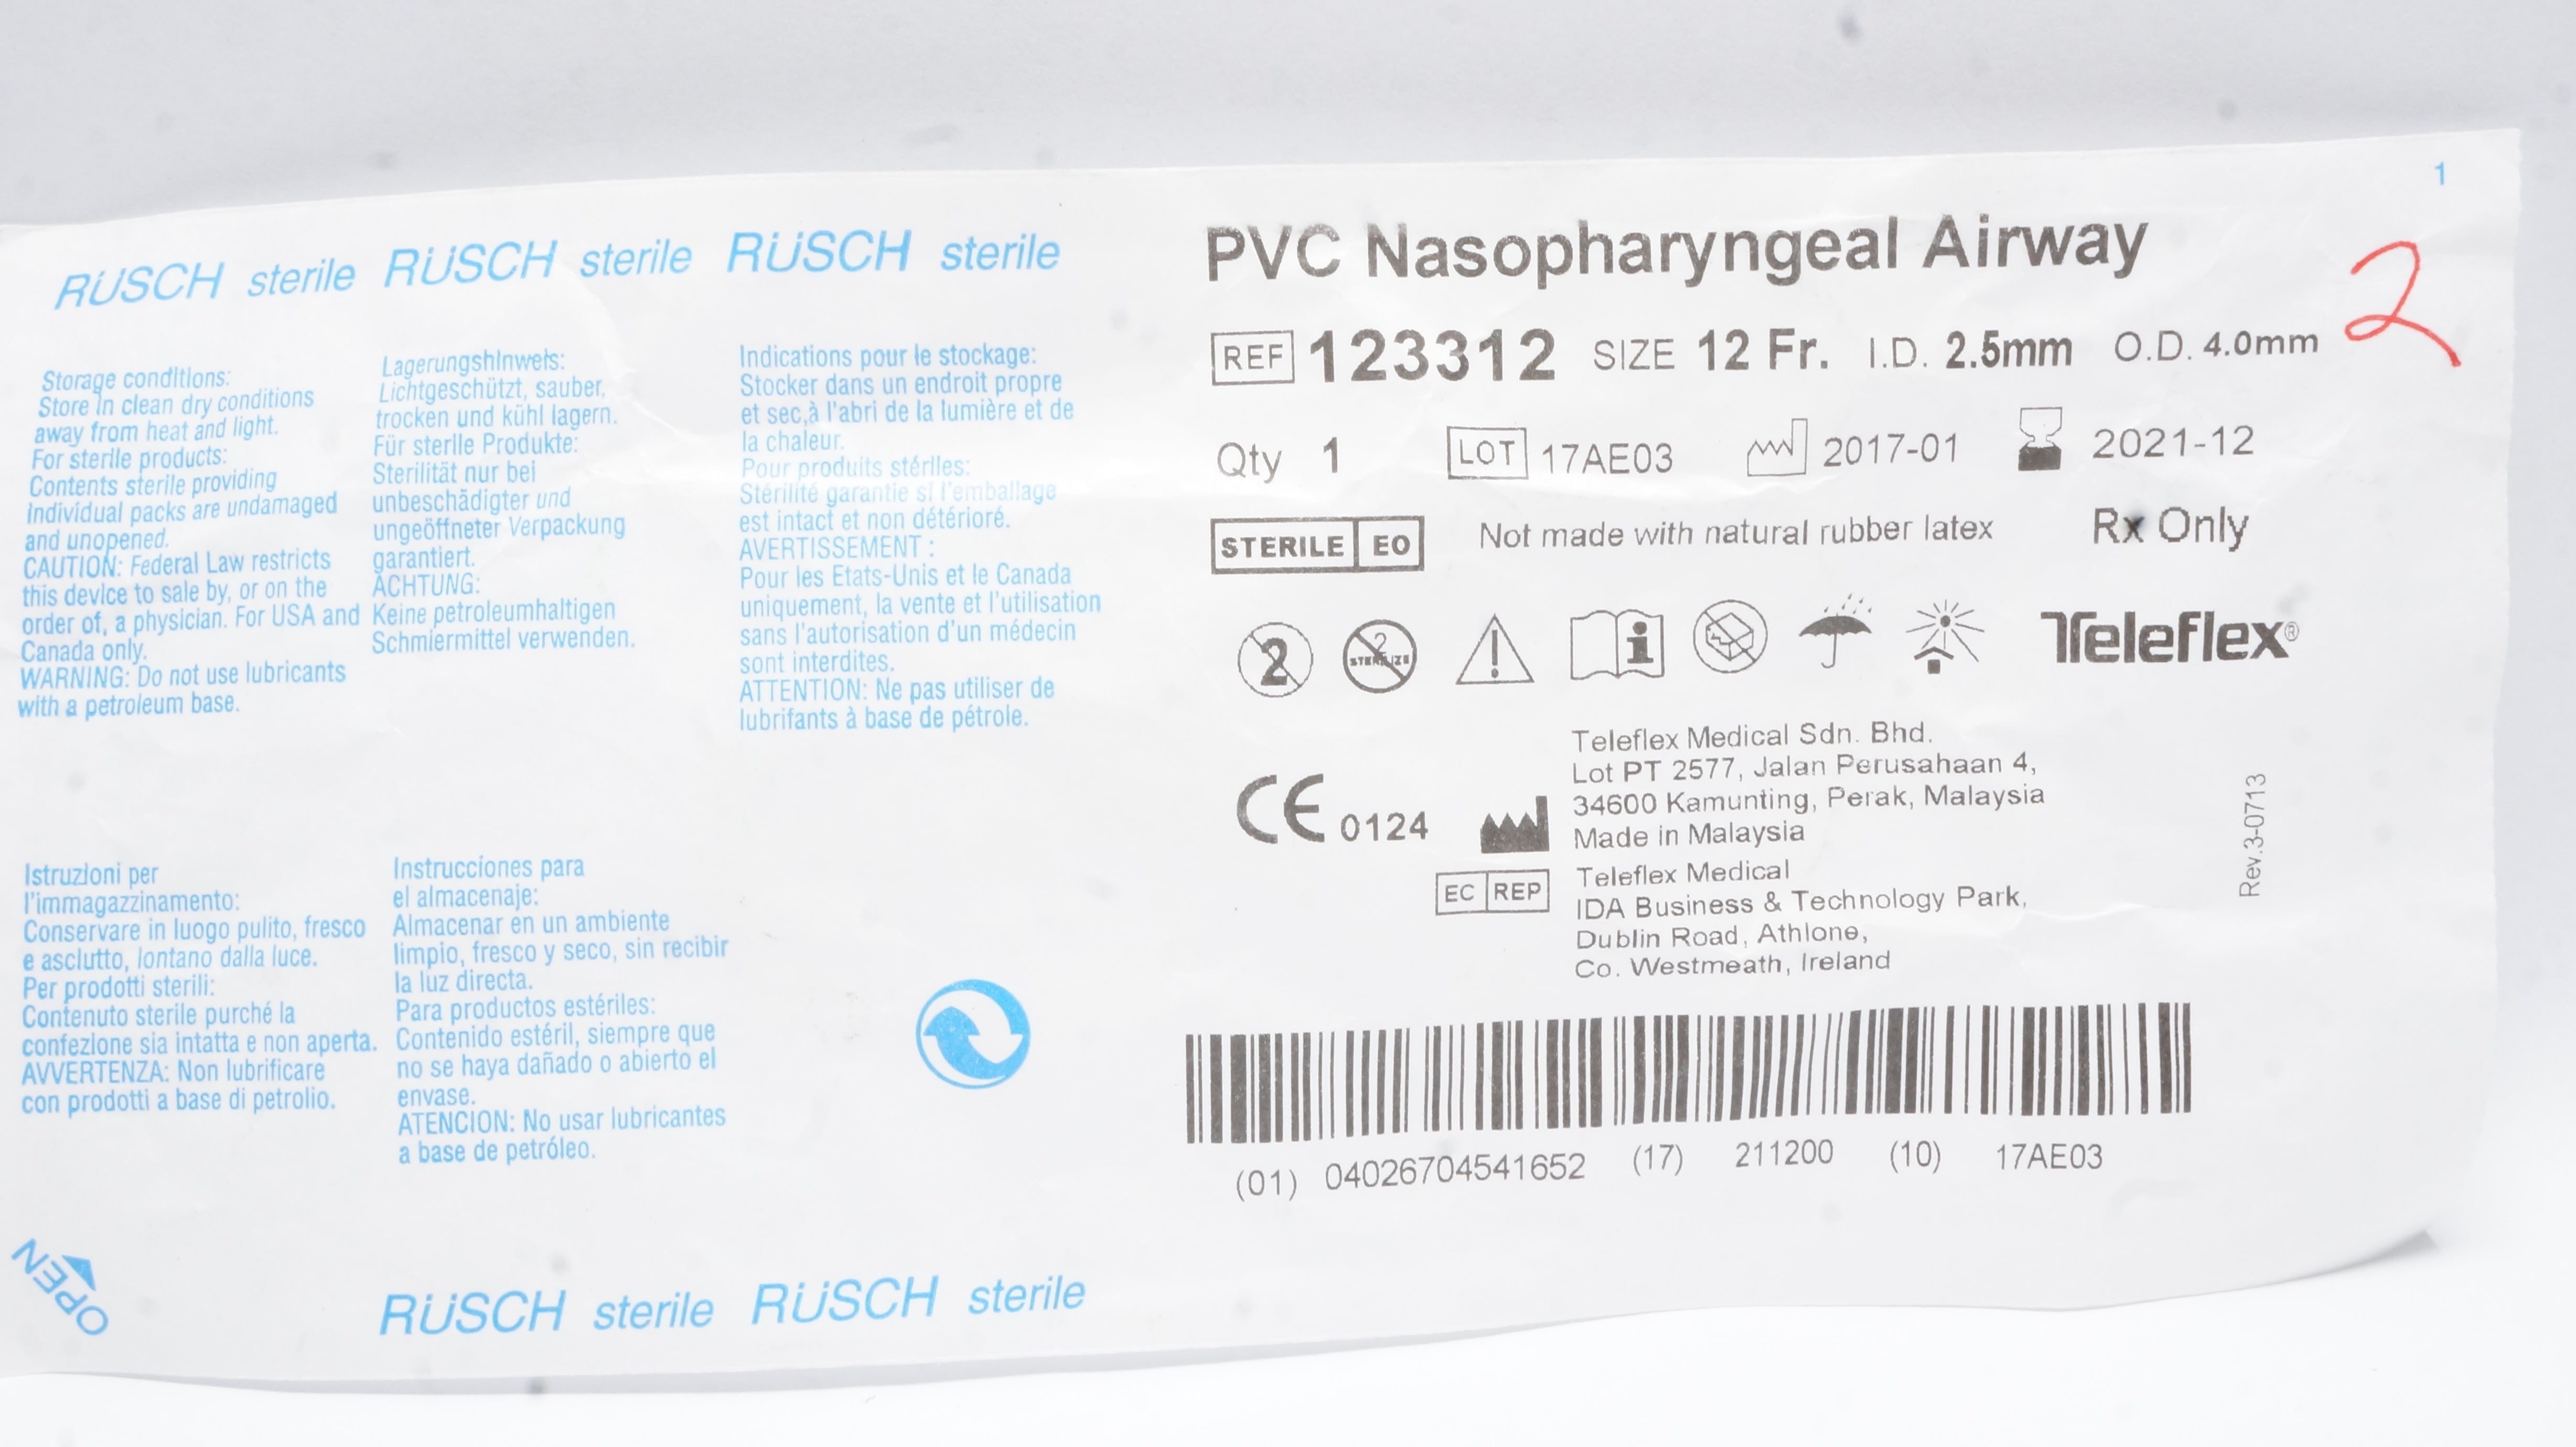 RÜSCH sterile RÜSCH sterile RÜSCH sterile
Storage conditions:
Store in clean dry conditions
away from heat and light.
For sterile products:
Contents sterile providing
individual packs are undamaged
and unopened.
CAUTION: Federal Law restricts
this device to sale by, or on the
order of, a physician. For USA and
Canada only.
WARNING: Do not use lubricants
with a petroleum base.
Lagerungshinweis:
Lichtgeschützt, sauber,
trocken und kühl lagern.
Für sterile Produkte:
Sterilität nur bei
unbeschädigter und
ungeöffneter Verpackung
garantiert.
ACHTUNG:
Keine petroleumhaltigen
Schmiermittel verwenden.
Indications pour le stockage:
Stocker dans un endroit propre
et sec,à l'abri de la lumière et de
la chaleur.
Pour produits stériles:
Stérilité garantie si l'emballage
est intact et non détérioré.
AVERTISSEMENT :
Pour les Etats-Unis et le Canada
uniquement, la vente et l'utilisation
sans l'autorisation d'un médecin
sont interdites.
ATTENTION: Ne pas utiliser de
lubrifants à base de pétrole.
Istruzioni per
l'immagazzinamento:
Conservare in luogo pulito, fresco
e asciutto, lontano dalla luce.
Per prodotti sterili:
Contenuto sterile purché la
confezione sia intatta e non aperta.
AVVERTENZA: Non lubrificare
con prodotti a base di petrolio.
Instrucciones para
el almacenaje:
Almacenar en un ambiente
limpio, fresco y seco, sin recibir
la luz directa.
Para productos estériles:
Contenido estéril, siempre que
no se haya dañado o abierto el
envase.
ATENCION: No usar lubricantes
a base de petróleo.
OPEN
RÜSCH sterile RÜSCH sterile
1
PVC Nasopharyngeal Airway
2
REF 123312 SIZE 12 Fr. I.D. 2.5mm O.D. 4.0mm
Qty 1 LOT 17AE03 2017-01 2021-12
STERILE EO Not made with natural rubber latex Rx Only
2 2 STERILIZE Teleflex®
Teleflex Medical Sdn. Bhd.
Lot PT 2577, Jalan Perusahaan 4,
34600 Kamunting, Perak, Malaysia
Made in Malaysia
CE 0124
EC REP
Teleflex Medical
IDA Business & Technology Park,
Dublin Road, Athlone,
Co. Westmeath, Ireland
Rev.3-0713
(01) 04026704541652 (17) 211200 (10) 17AE03